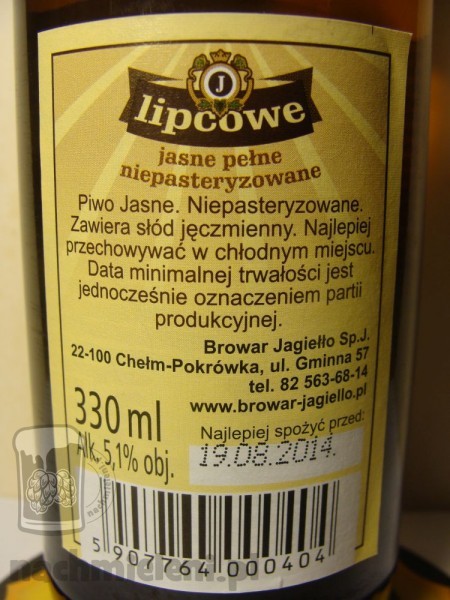 J
lipcowe
jasne pełne
niepasteryzowane
Piwo Jasne. Niepasteryzowane.
Zawiera słód jęczmienny. Najlepiej
przechowywać w chłodnym miejscu.
Data minimalnej trwałości jest
jednocześnie oznaczeniem partii
produkcyjnej.
Browar Jagiełło Sp.J.
22-100 Chełm-Pokrówka, ul. Gminna 57
tel. 82 563-68-14
www.browar-jagiello.pl
330 ml
Alk. 5,1% obj.
Najlepiej spożyć przed:
19.08.2014.
5 907764 000404
nachmieleni.pl